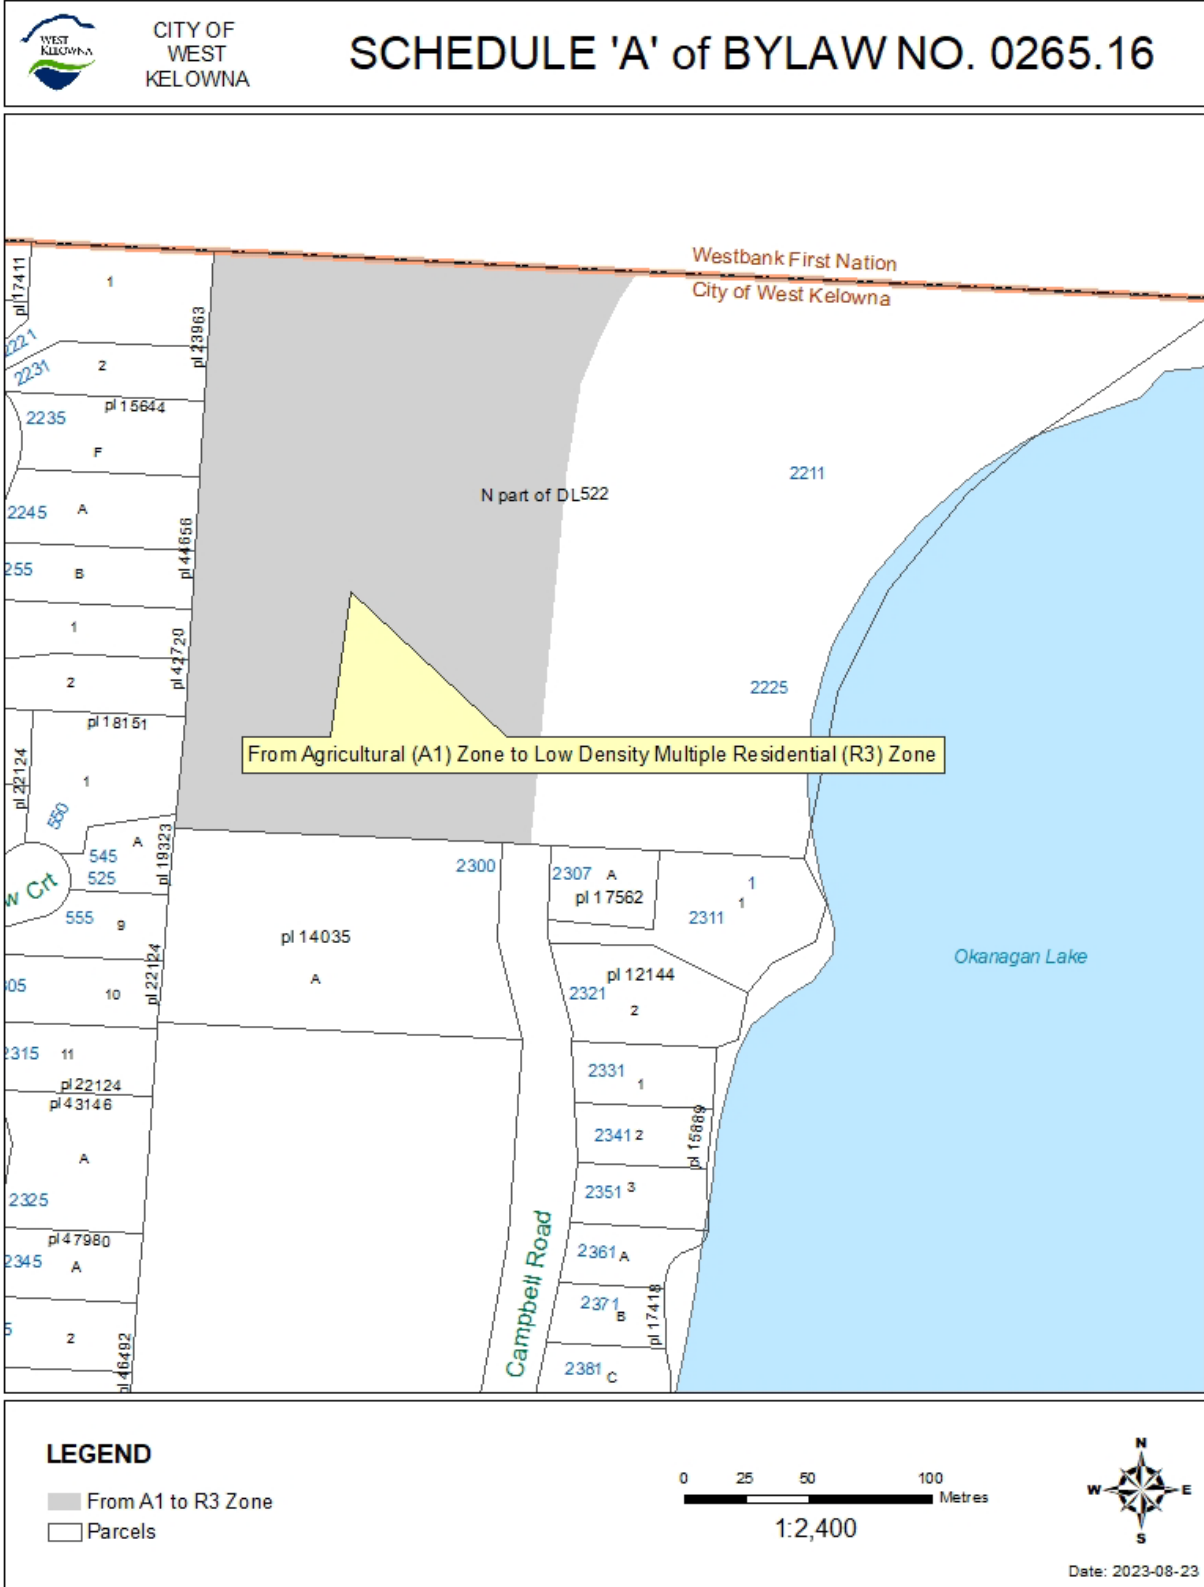 WEST
KELOWNA
CITY OF
WEST
KELOWNA
SCHEDULE 'A' of BYLAW NO. 0265.16
Westbank First Nation
City of West Kelowna
pl 17411
1
pl 23963
2221
2231
2
pl 15644
2235
F
2211
N part of DL522
2245
A
pl 44656
255
B
1
pl 42720
2
2225
pl 18151
From Agricultural (A1) Zone to Low Density Multiple Residential (R3) Zone
pl 22124
1
550
A
pl 19323
545
525
w Crt
2300
2307
A
pl 17562
1
1
2311
555
9
pl 14035
A
pl 22124
Okanagan Lake
pl 12144
2321
2
05
10
2315
11
pl 22124
pl 43146
2331
1
A
2341
2
pl 15889
2351
3
2325
pl 47980
2345
A
2361
A
Campbell Road
2371
B
pl 17418
2
pl 46492
2381
C
LEGEND
From A1 to R3 Zone
Parcels
0 25 50 100
Metres
1:2,400
N
W E
S
Date: 2023-08-23